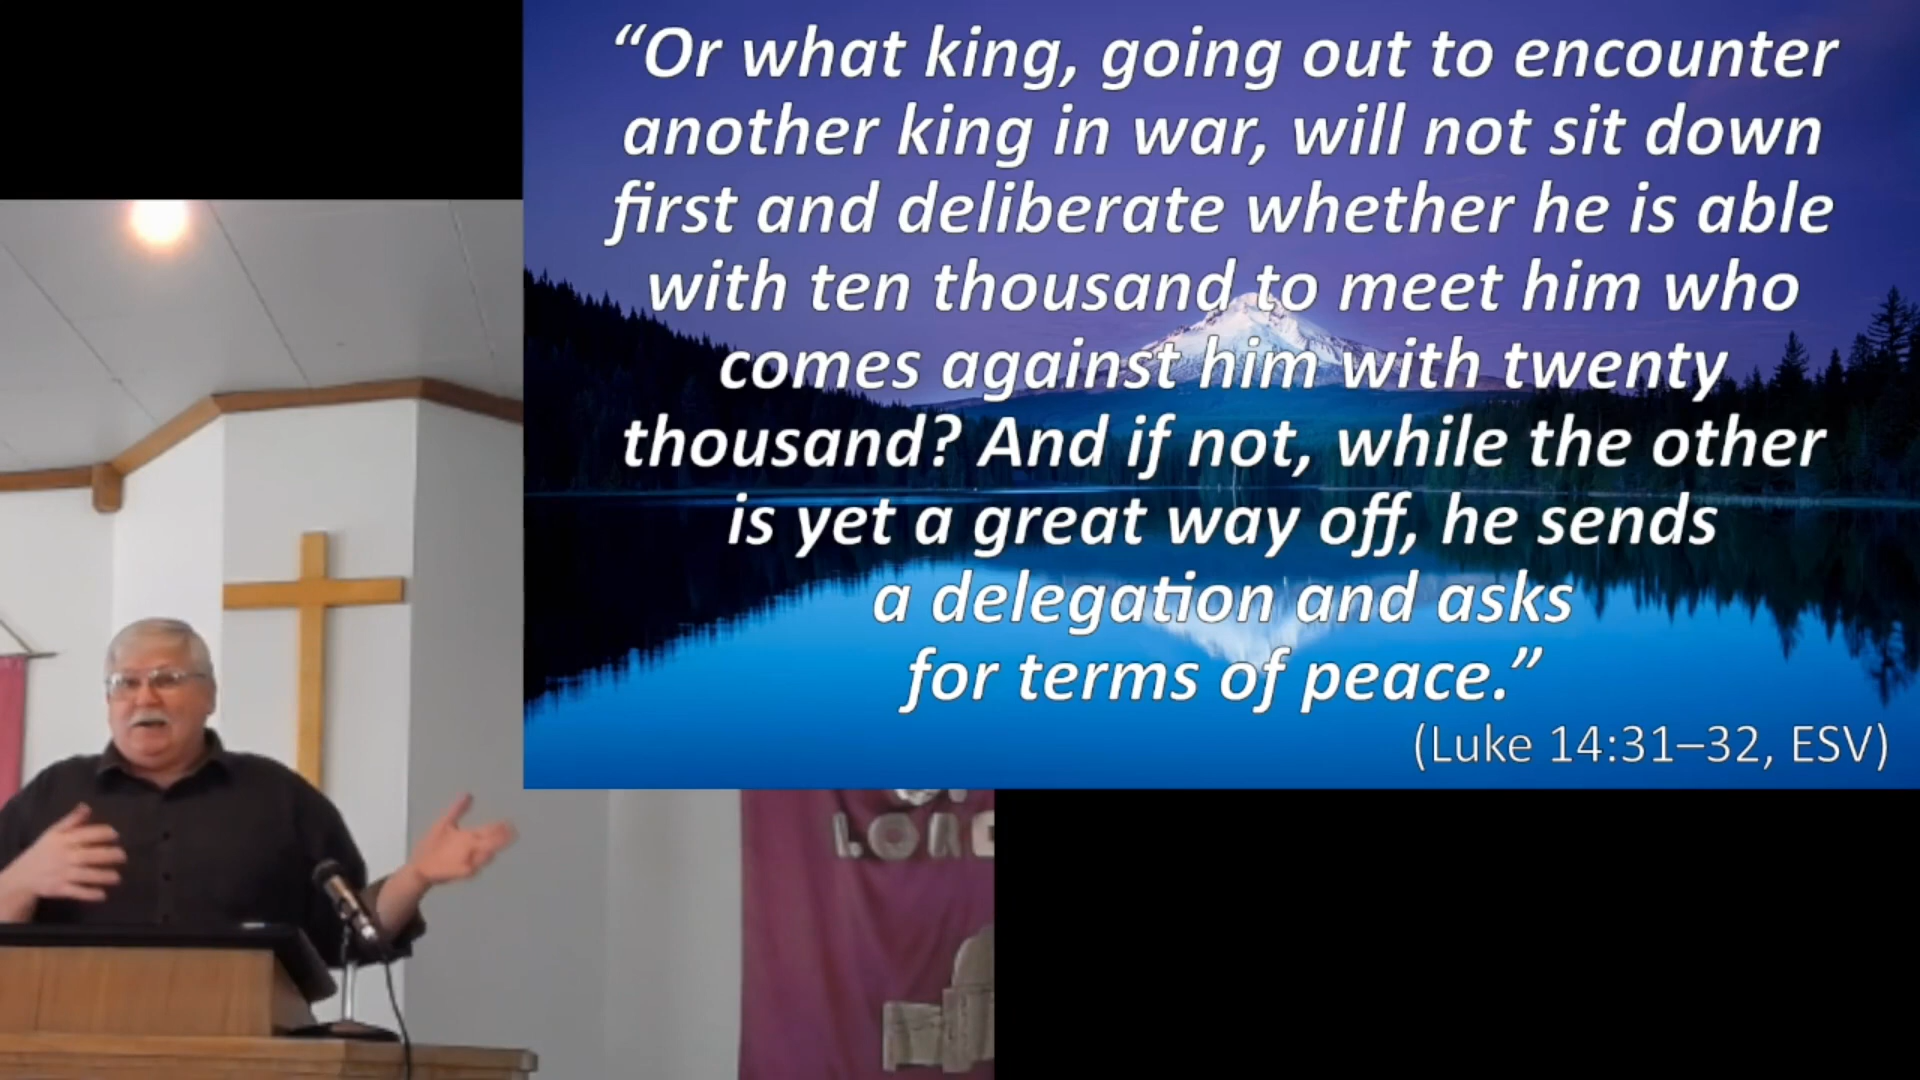 “Or what king, going out to encounter
another king in war, will not sit down
first and deliberate whether he is able
with ten thousand to meet him who
comes against him with twenty
thousand? And if not, while the other
is yet a great way off, he sends
a delegation and asks
for terms of peace.”
(Luke 14:31–32, ESV)
LORD